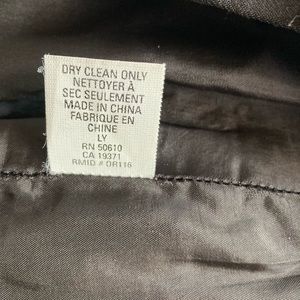 DRY CLEAN ONLY
NETTOYER À
SEC SEULEMENT
MADE IN CHINA
FABRIQUE EN
CHINE
LY
RN 50610
CA 19371
RMID # OR116